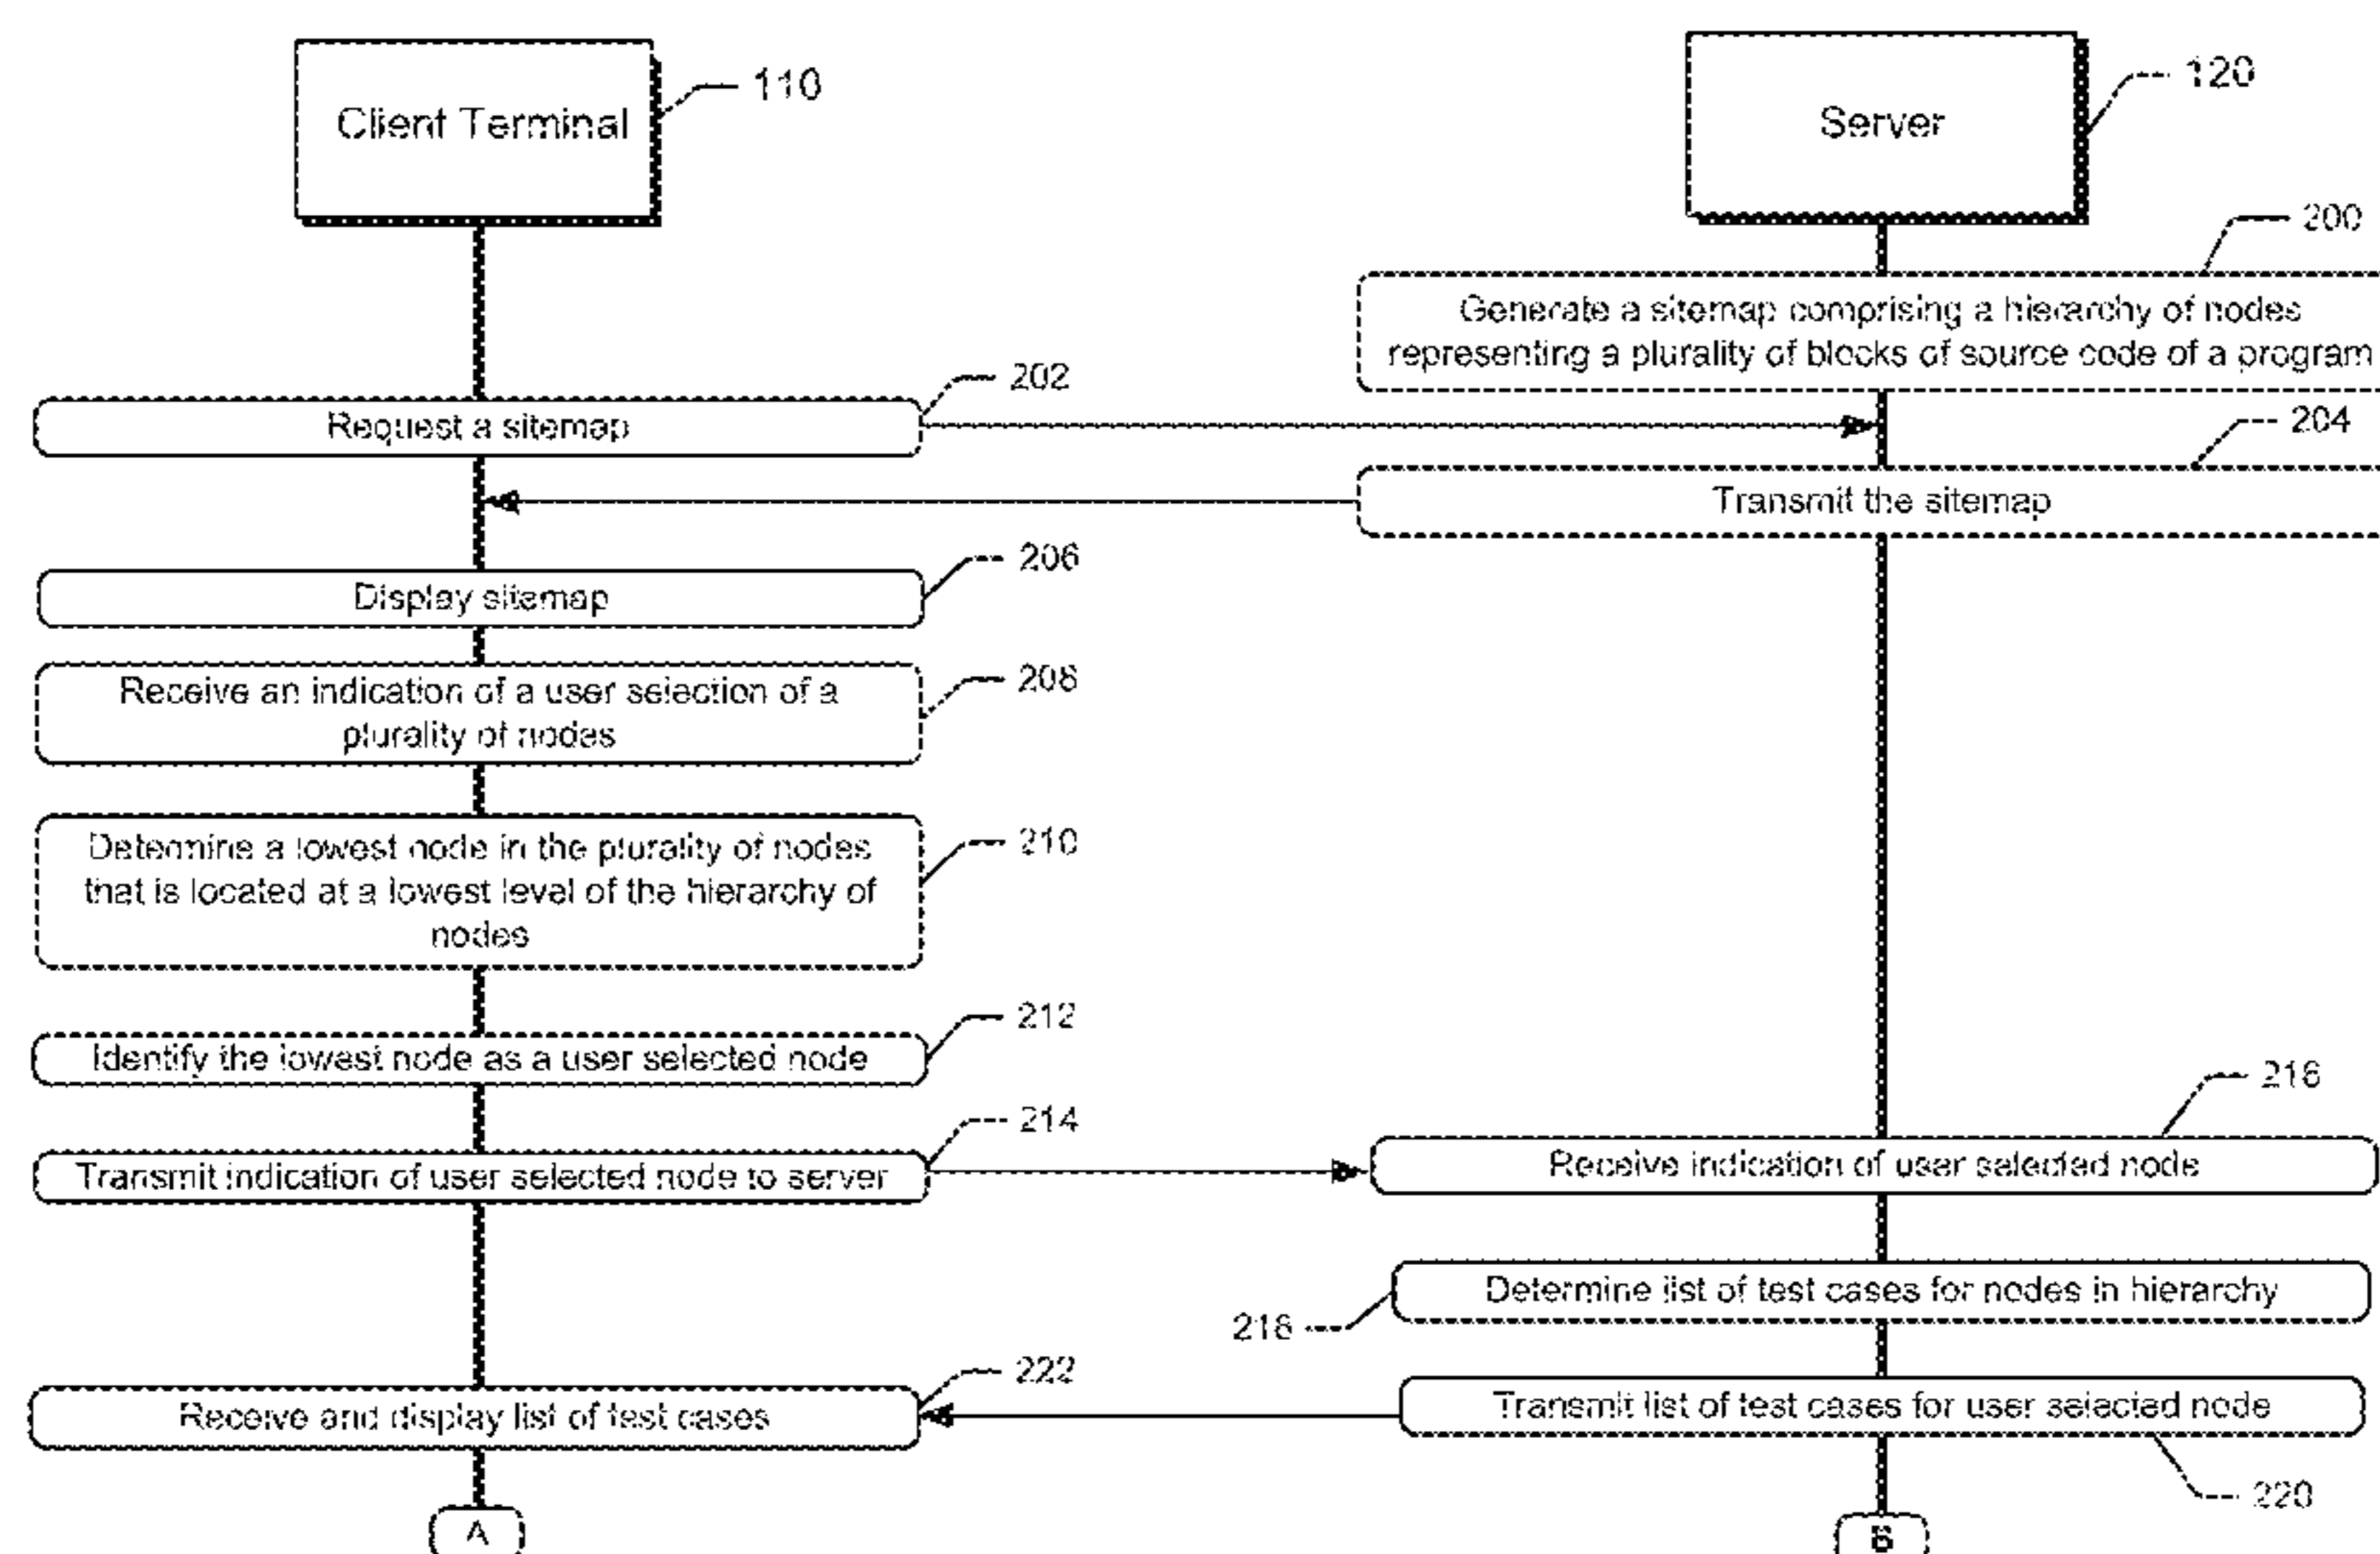 Client Terminal
110
Server
120
200
Generate a sitemap comprising a hierarchy of nodes
representing a plurality of blocks of source code of a program
202
Request a sitemap
204
Transmit the sitemap
206
Display sitemap
208
Receive an indication of a user selection of a
plurality of nodes
210
Determine a lowest node in the plurality of nodes
that is located at a lowest level of the hierarchy of
nodes
212
Identify the lowest node as a user selected node
214
Transmit indication of user selected node to server
216
Receive indication of user selected node
Determine list of test cases for nodes in hierarchy
218
222
Receive and display list of test cases
Transmit list of test cases for user selected node
220
A
B